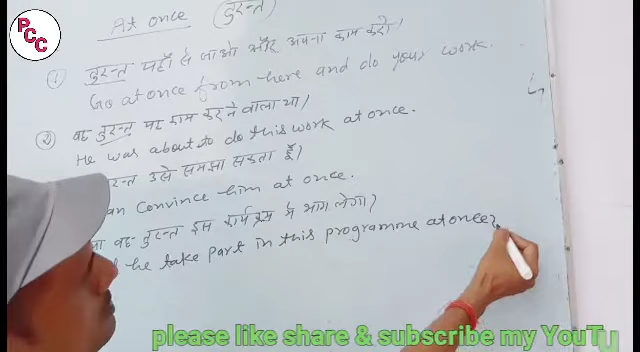 PCC
At once (तुरन्त)
① तुरन्त यहाँ से जाओ और अपना काम करो।
Go at once from here and do your work.
② वह तुरन्त यह काम करने वाला था।
He was about to do this work at once.
उसे समझा सकता हूँ।
convince him at once.
वह तुरन्त इस कार्यक्रम में भाग लेगा?
he take part in this programme at once?
please like share & subscribe my YouTu